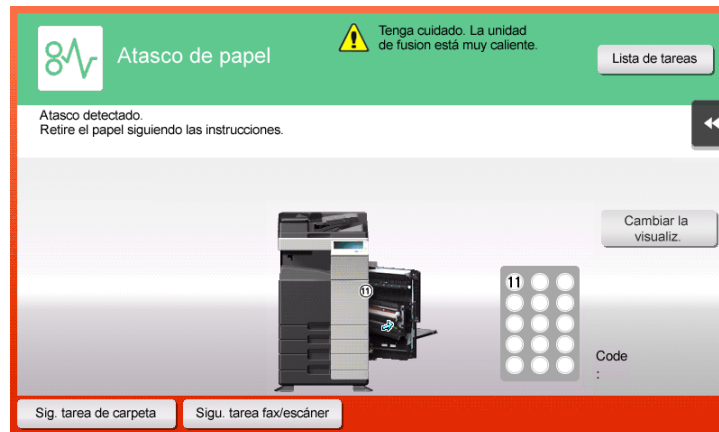 Atasco de papel
Tenga cuidado. La unidad
de fusion está muy caliente.
Lista de tareas
Atasco detectado.
Retire el papel siguiendo las instrucciones.
Cambiar la
visualiz.
11
11
Code
:
Sig. tarea de carpeta
Sigu. tarea fax/escáner